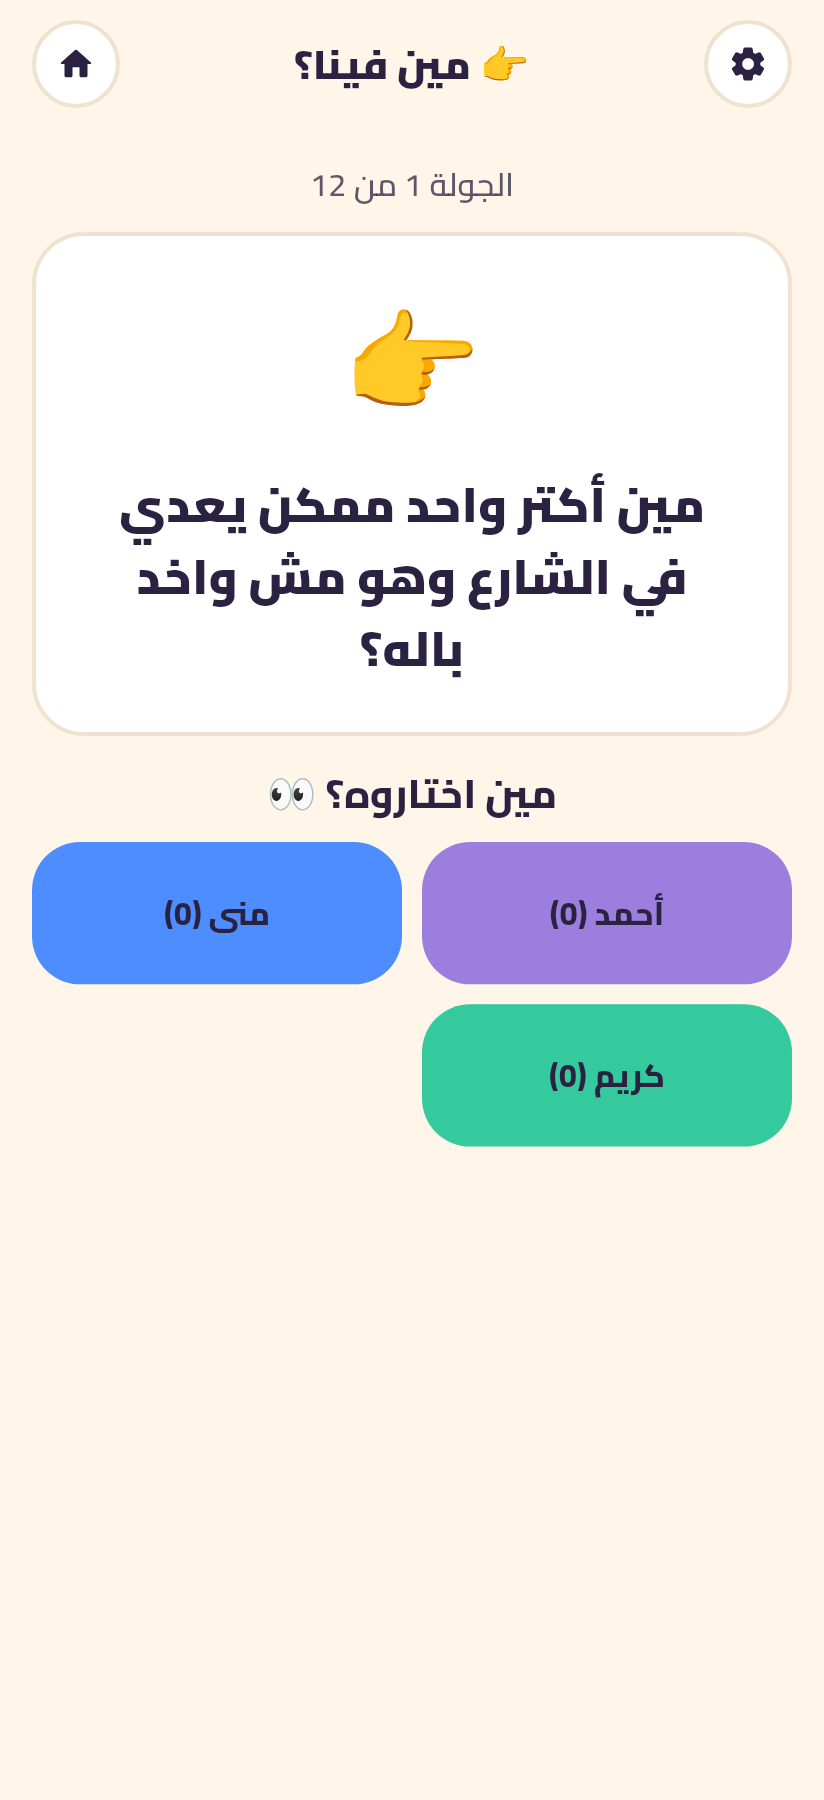 👉 مين فينا؟
الجولة 1 من 12
مين أكتر واحد ممكن يعدي
في الشارع وهو مش واخد
باله؟
مين اختاروه؟ 👀
أحمد (0)
منى (0)
كريم (0)